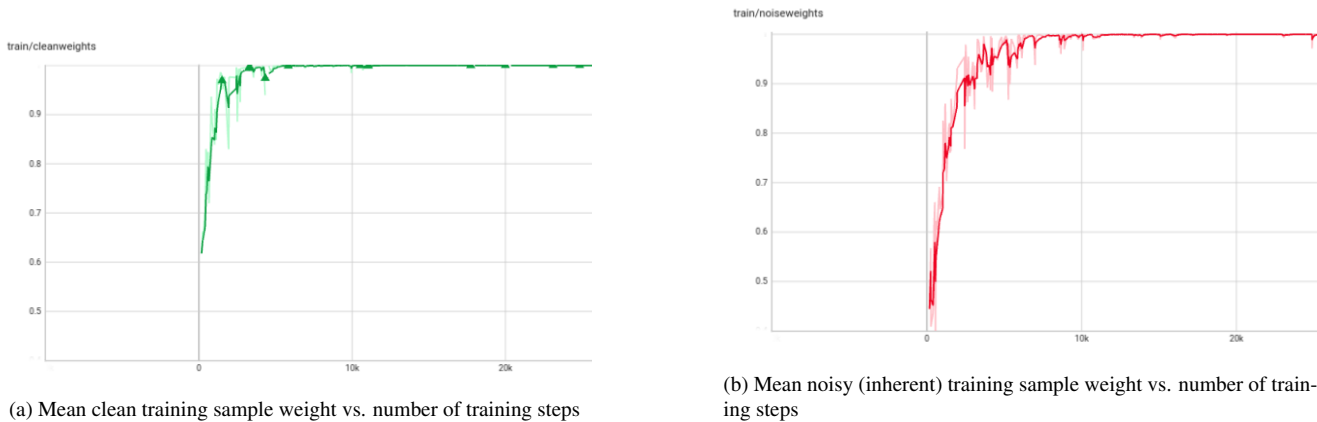 train/cleanweights
0.9
0.8
0.7
0.6
0.5
0
10k
20k
(a) Mean clean training sample weight vs. number of training steps
train/noiseweights
0.9
0.8
0.7
0.6
0.5
0
10k
20k
(b) Mean noisy (inherent) training sample weight vs. number of train-
ing steps